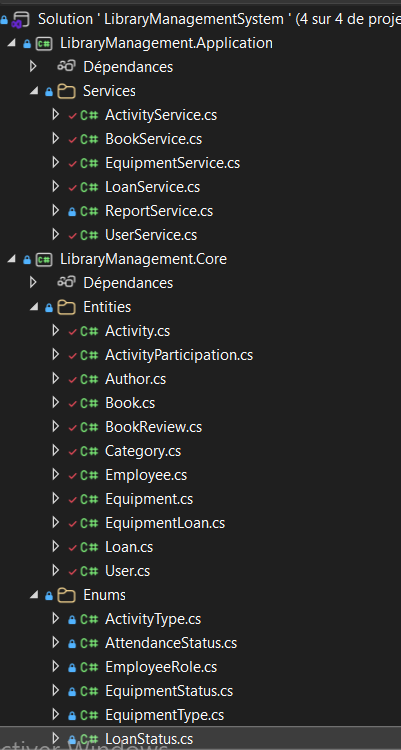 Solution ' LibraryManagementSystem ' (4 sur 4 de proje
LibraryManagement.Application
Dépendances
Services
C# ActivityService.cs
C# BookService.cs
C# EquipmentService.cs
C# LoanService.cs
C# ReportService.cs
C# UserService.cs
LibraryManagement.Core
Dépendances
Entities
C# Activity.cs
C# ActivityParticipation.cs
C# Author.cs
C# Book.cs
C# BookReview.cs
C# Category.cs
C# Employee.cs
C# Equipment.cs
C# EquipmentLoan.cs
C# Loan.cs
C# User.cs
Enums
C# ActivityType.cs
C# AttendanceStatus.cs
C# EmployeeRole.cs
C# EquipmentStatus.cs
C# EquipmentType.cs
C# LoanStatus.cs